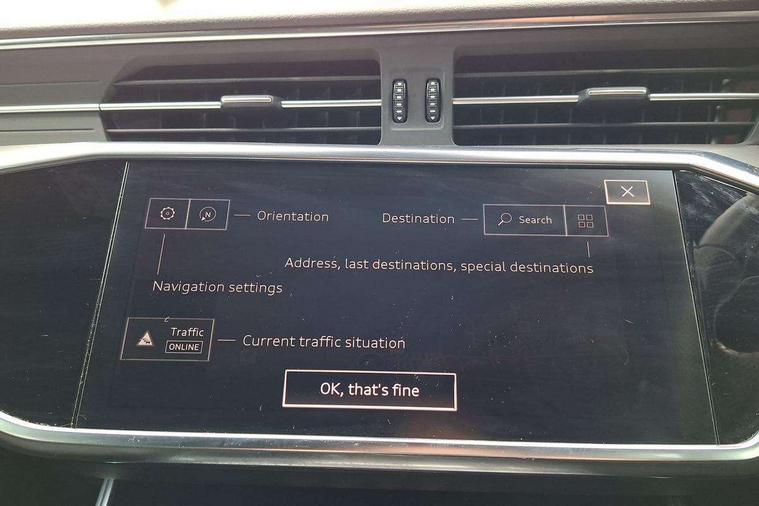 N
Orientation
Destination
Search
Address, last destinations, special destinations
Navigation settings
Traffic
ONLINE
Current traffic situation
OK, that's fine